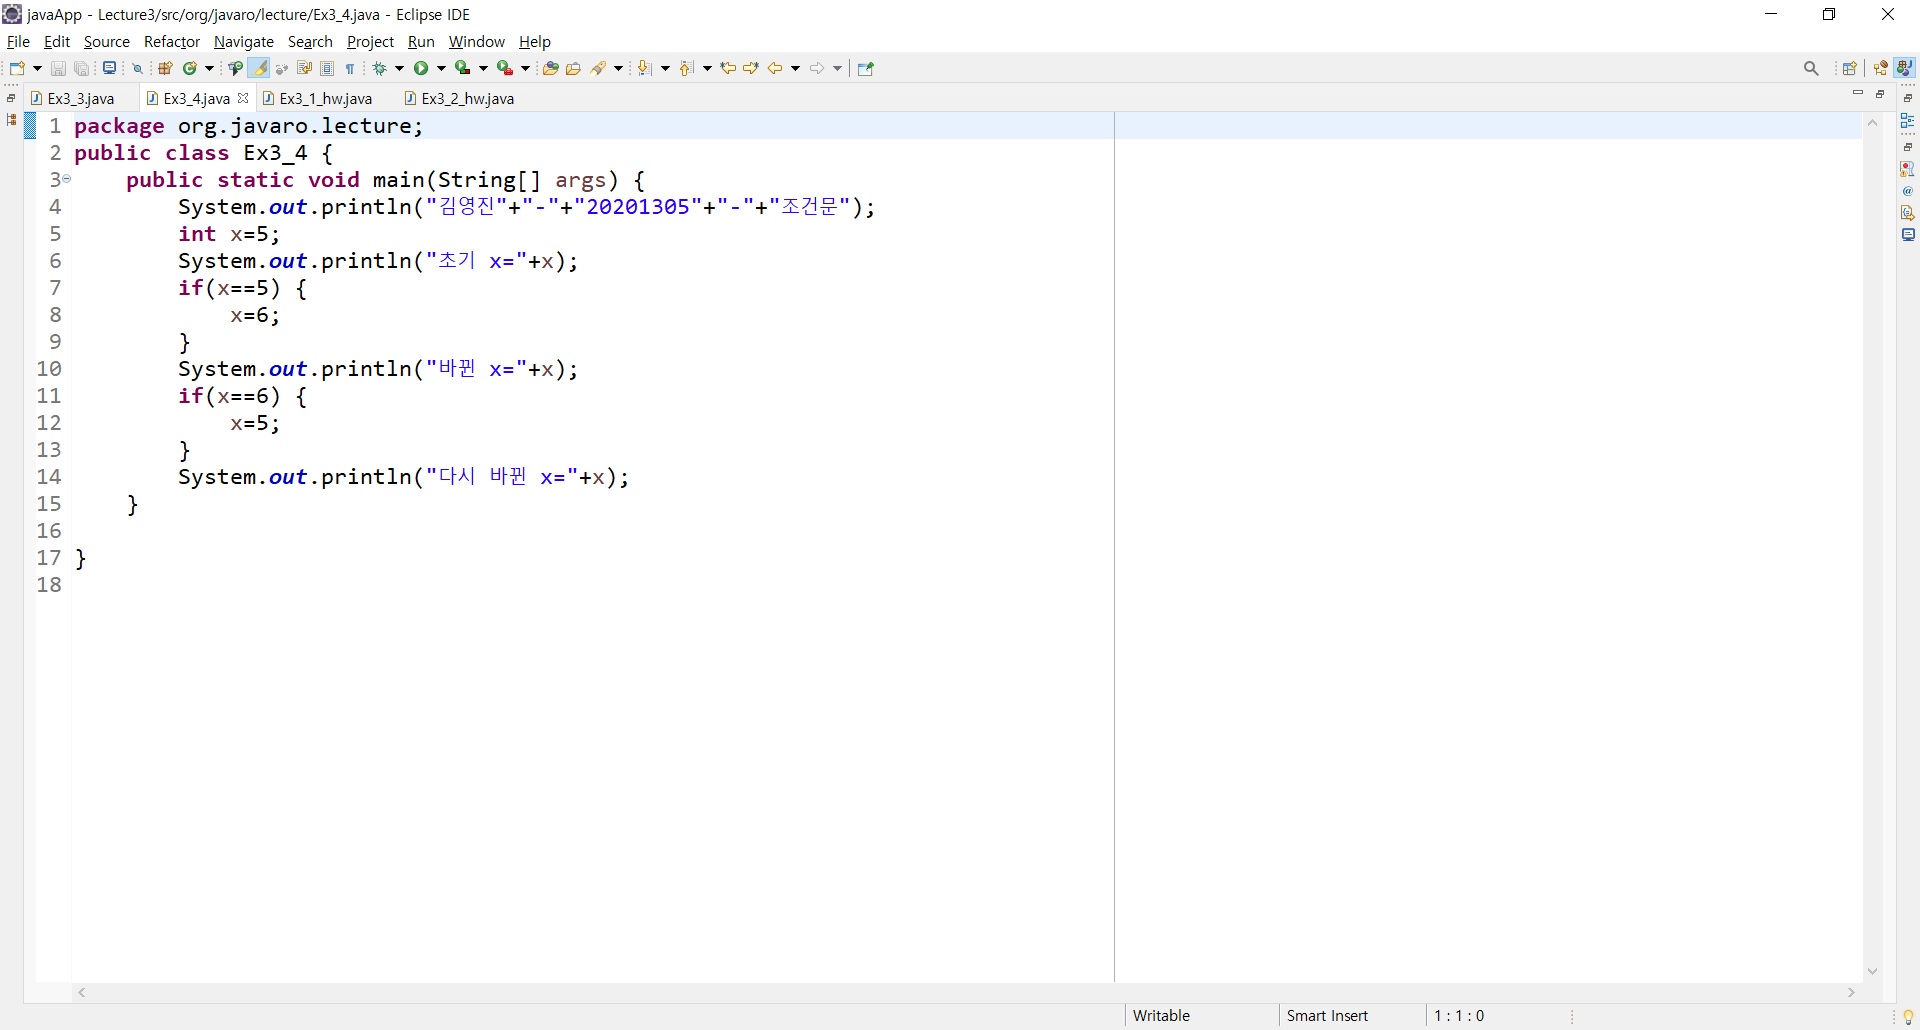 javaApp - Lecture3/src/org/javaro/lecture/Ex3_4.java - Eclipse IDE
File Edit Source Refactor Navigate Search Project Run Window Help
Ex3_3.java Ex3_4.java Ex3_1_hw.java Ex3_2_hw.java
1 package org.javaro.lecture;
2 public class Ex3_4 {
3 public static void main(String[] args) {
4 System.out.println("김영진"+"-"+"20201305"+"-"+"조건문");
5 int x=5;
6 System.out.println("초기 x="+x);
7 if(x==5) {
8 x=6;
9 }
10 System.out.println("바뀐 x="+x);
11 if(x==6) {
12 x=5;
13 }
14 System.out.println("다시 바뀐 x="+x);
15 }
16
17 }
18
Writable Smart Insert 1 : 1 : 0